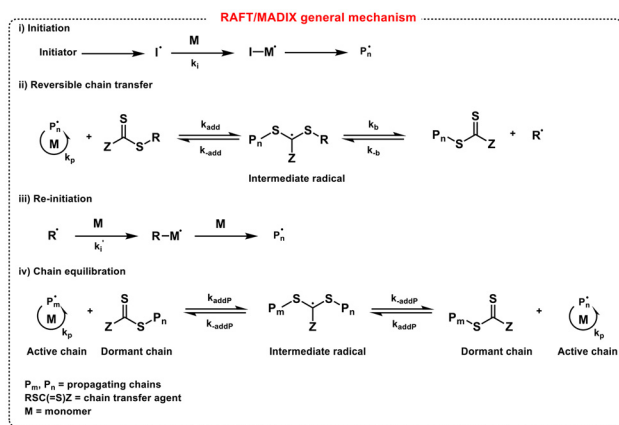 RAFT/MADIX general mechanism
i) Initiation
Initiator I• M ki I—M• Pn•
ii) Reversible chain transfer
Pn• M kp + S Z S R kadd k-add Pn S • S R Z kb k-b Pn S S Z + R•
Intermediate radical
iii) Re-initiation
R• M ki' R—M• M Pn•
iv) Chain equilibration
Pm• M kp + S Z S Pn kaddP k-addP Pm S • S Pn Z k-addP kaddP Pm S S Z + Pn• M kp
Active chain Dormant chain Intermediate radical Dormant chain Active chain
Pm, Pn = propagating chains
RSC(=S)Z = chain transfer agent
M = monomer